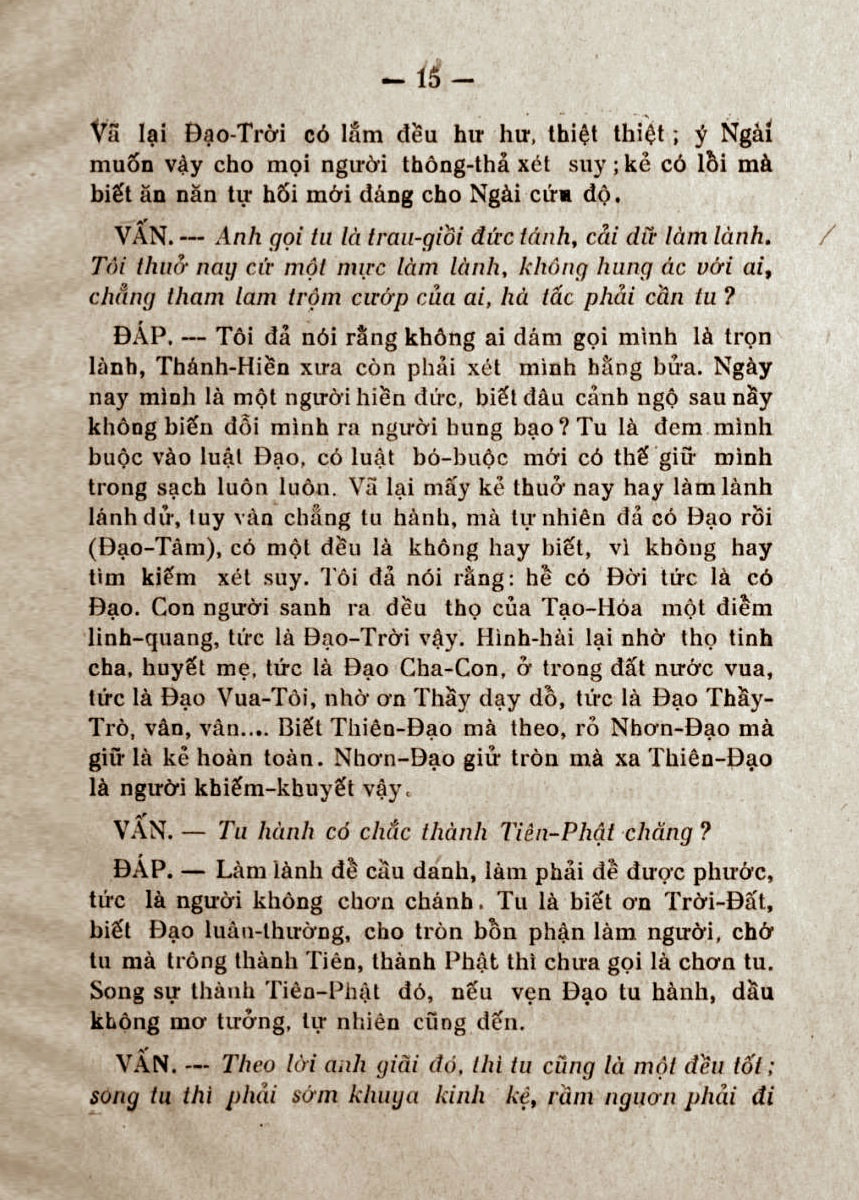 — 15 —
Vã lại Đạo-Trời có lắm đều hư hư, thiệt thiệt ; ý Ngài
muốn vậy cho mọi người thông-thả xét suy ; kẻ có lỗi mà
biết ăn năn tự hối mới đáng cho Ngài cứu độ.
VẤN. — Anh gọi tu là trau-giồi đức tánh, cải dữ làm lành.
Tôi thuở nay cứ một mực làm lành, không hung ác với ai,
chẳng tham lam trộm cướp của ai, hà tắc phải cần tu ?
ĐÁP. — Tôi đả nói rằng không ai dám gọi mình là trọn
lành, Thánh-Hiền xưa còn phải xét mình hằng bửa. Ngày
nay mình là một người hiền đức, biết đâu cảnh ngộ sau nầy
không biến đổi mình ra người hung bạo ? Tu là đem mình
buộc vào luật Đạo, có luật bó-buộc mới có thế giữ mình
trong sạch luôn luôn. Vã lại mấy kẻ thuở nay hay làm lành
lánh dử, tuy vân chẳng tu hành, mà tự nhiên đả có Đạo rồi
(Đạo-Tâm), có một đều là không hay biết, vì không hay
tìm kiếm xét suy. Tôi đả nói rằng: hể có Đời tức là có
Đạo. Con người sanh ra đều thọ của Tạo-Hóa một điểm
linh-quang, tức là Đạo-Trời vậy. Hình-hài lại nhờ thọ tinh
cha, huyết mẹ, tức là Đạo Cha-Con, ở trong đất nước vua,
tức là Đạo Vua-Tôi, nhờ ơn Thầy dạy dỗ, tức là Đạo Thầy-
Trò, vân, vân.... Biết Thiên-Đạo mà theo, rỏ Nhơn-Đạo mà
giữ là kẻ hoàn toàn. Nhơn-Đạo giử tròn mà xa Thiên-Đạo
là người khiếm-khuyết vậy.
VẤN. — Tu hành có chắc thành Tiên-Phật chăng ?
ĐÁP. — Làm lành để cầu danh, làm phải để được phước,
tức là người không chơn chánh. Tu là biết ơn Trời-Đất,
biết Đạo luân-thường, cho tròn bổn phận làm người, chớ
tu mà trông thành Tiên, thành Phật thì chưa gọi là chơn tu.
Song sự thành Tiên-Phật đó, nếu vẹn Đạo tu hành, dầu
không mơ tưởng, tự nhiên cũng đến.
VẤN. — Theo lời anh giãi đó, thì tu cũng là một đều tốt ;
song tu thì phải sớm khuya kinh kệ, rằm nguơn phải đi